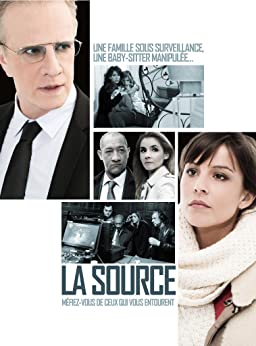 UNE FAMILLE SOUS SURVEILLANCE,
UNE BABY-SITTER MANIPULÉE...
LA SOURCE
MÉFIEZ-VOUS DE CEUX QUI VOUS ENTOURENT